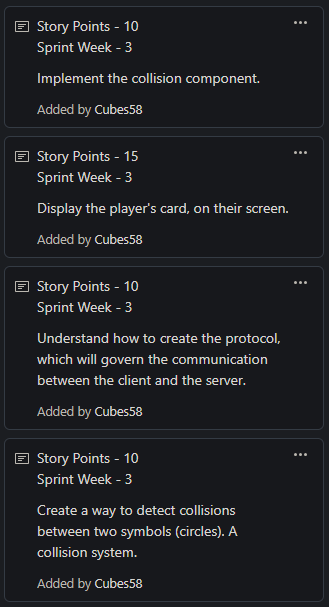 Story Points - 10
Sprint Week - 3
Implement the collision component.
Added by Cubes58
Story Points - 15
Sprint Week - 3
Display the player's card, on their screen.
Added by Cubes58
Story Points - 10
Sprint Week - 3
Understand how to create the protocol,
which will govern the communication
between the client and the server.
Added by Cubes58
Story Points - 10
Sprint Week - 3
Create a way to detect collisions
between two symbols (circles). A
collision system.
Added by Cubes58